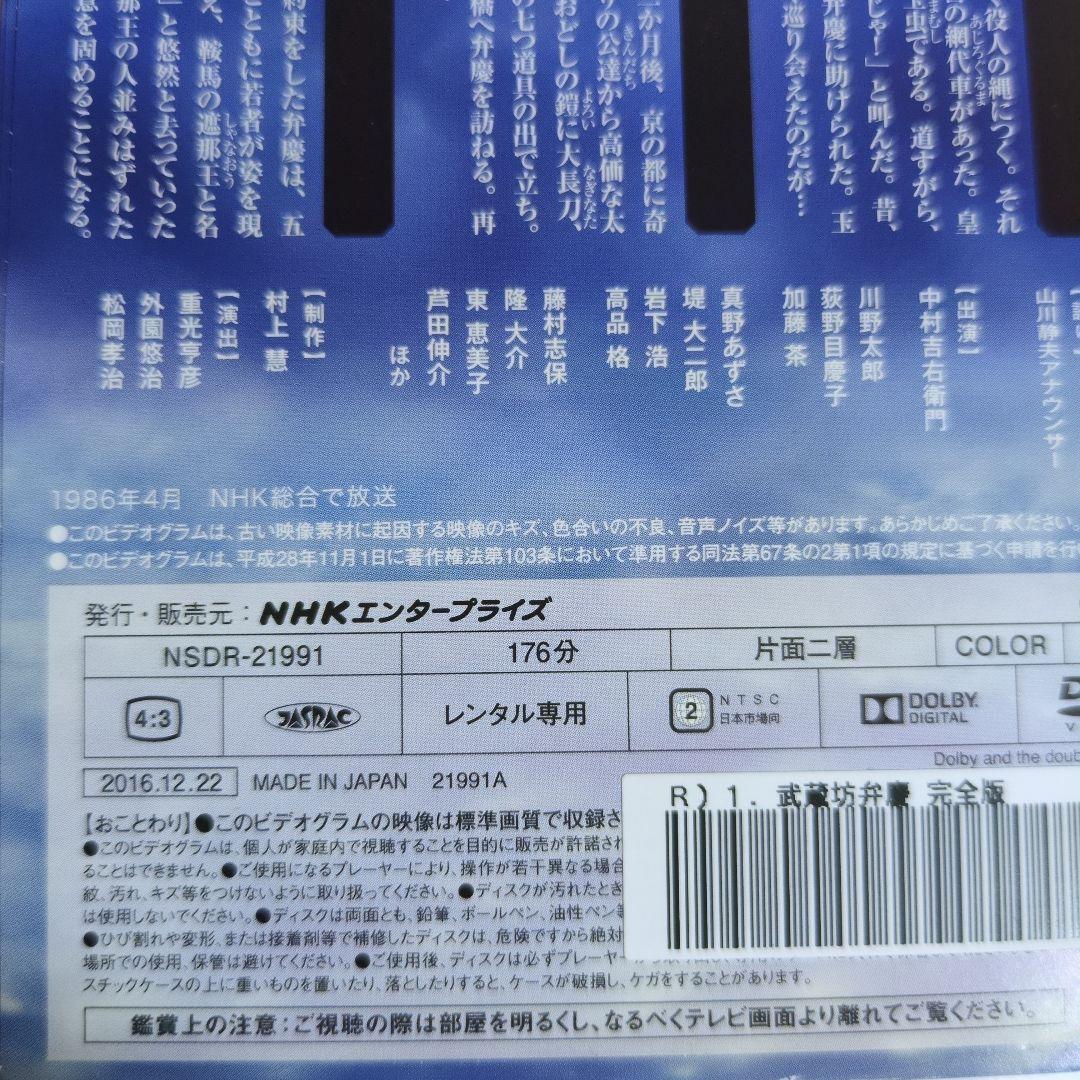 く役人の縄につく。それ
の網代車があった。皇
あじろぐるま
玉虫である。道すがら、
たまむし
じゃー」と叫んだ。昔、
弁慶に助けられた。玉
巡り会えたのだが…
か月後、京の都に奇
りの公達から高価な太
きんだち
おどしの鎧に大長刀、
よろい
なぎなた
の七つ道具の出で立ち。
橋へ弁慶を訪ねる。再
約束をした弁慶は、五
とともに若者が姿を現
え、鞍馬の遮那王と名
しゃなおう
」と悠然と去っていった
那王の人並みはずれた
意を固めることになる。
山川静夫アナウンサー
【出演】
中村吉右衛門
川野太郎
荻野目慶子
加藤 茶
真野あずさ
堤 大二郎
岩下 浩
高品 格
藤村志保
隆 大介
東 恵美子
芦田伸介
ほか
【制作】
村上 慧
【演出】
重光亨彦
外園悠治
松岡孝治
1986年4月 NHK総合で放送
●このビデオグラムは、古い映像素材に起因する映像のキズ、色合いの不良、音声ノイズ等があります。あらかじめご了承ください。
●このビデオグラムは、平成28年11月1日に著作権法第103条において準用する同法第67条の2第1項の規定に基づく申請を行
発行・販売元：NHKエンタープライズ
NSDR-21991 176分 片面二層 COLOR
4:3 JASRAC レンタル専用 2 NTSC 日本市場向 DOLBY DIGITAL
Dolby and the doub
2016.12.22 MADE IN JAPAN 21991A
R）1．武蔵坊弁慶 完全版
【おことわり】●このビデオグラムの映像は標準画質で収録さ
●このビデオグラムは、個人が家庭内で視聴することを目的に販売が許諾され
ることはできません。●ご使用になるプレーヤーにより、操作が若干異なる場合
紋、汚れ、キズ等をつけないように取り扱ってください。●ディスクが汚れたとき
は使用しないでください。●ディスクは両面とも、鉛筆、ボールペン、油性ペン等
●ひび割れや変形、または接着剤等で補修したディスクは、危険ですから絶対
場所での使用、保管は避けてください。●ご使用後、ディスクは必ずプレーヤー
スチックケースの上に重いものを置いたり、落としたりすると、ケースが破損し、ケガをすることがあります。
鑑賞上の注意：ご視聴の際は部屋を明るくし、なるべくテレビ画面より離れてご覧ください。